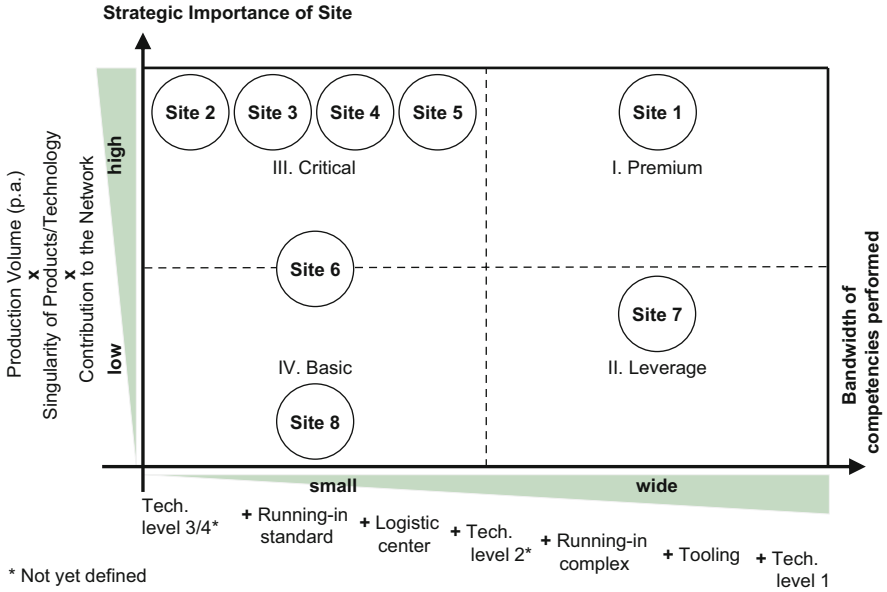 Strategic Importance of Site
Production Volume (p.a.)
x
Singularity of Products/Technology
x
Contribution to the Network
high
low
Site 2
Site 3
Site 4
Site 5
Site 1
III. Critical
I. Premium
Site 6
Site 7
IV. Basic
II. Leverage
Site 8
Bandwidth of
competencies performed
small
wide
Tech.
level 3/4*
+ Running-in
standard
+ Logistic
center
+ Tech.
level 2*
+ Running-in
complex
+ Tooling
+ Tech.
level 1
* Not yet defined